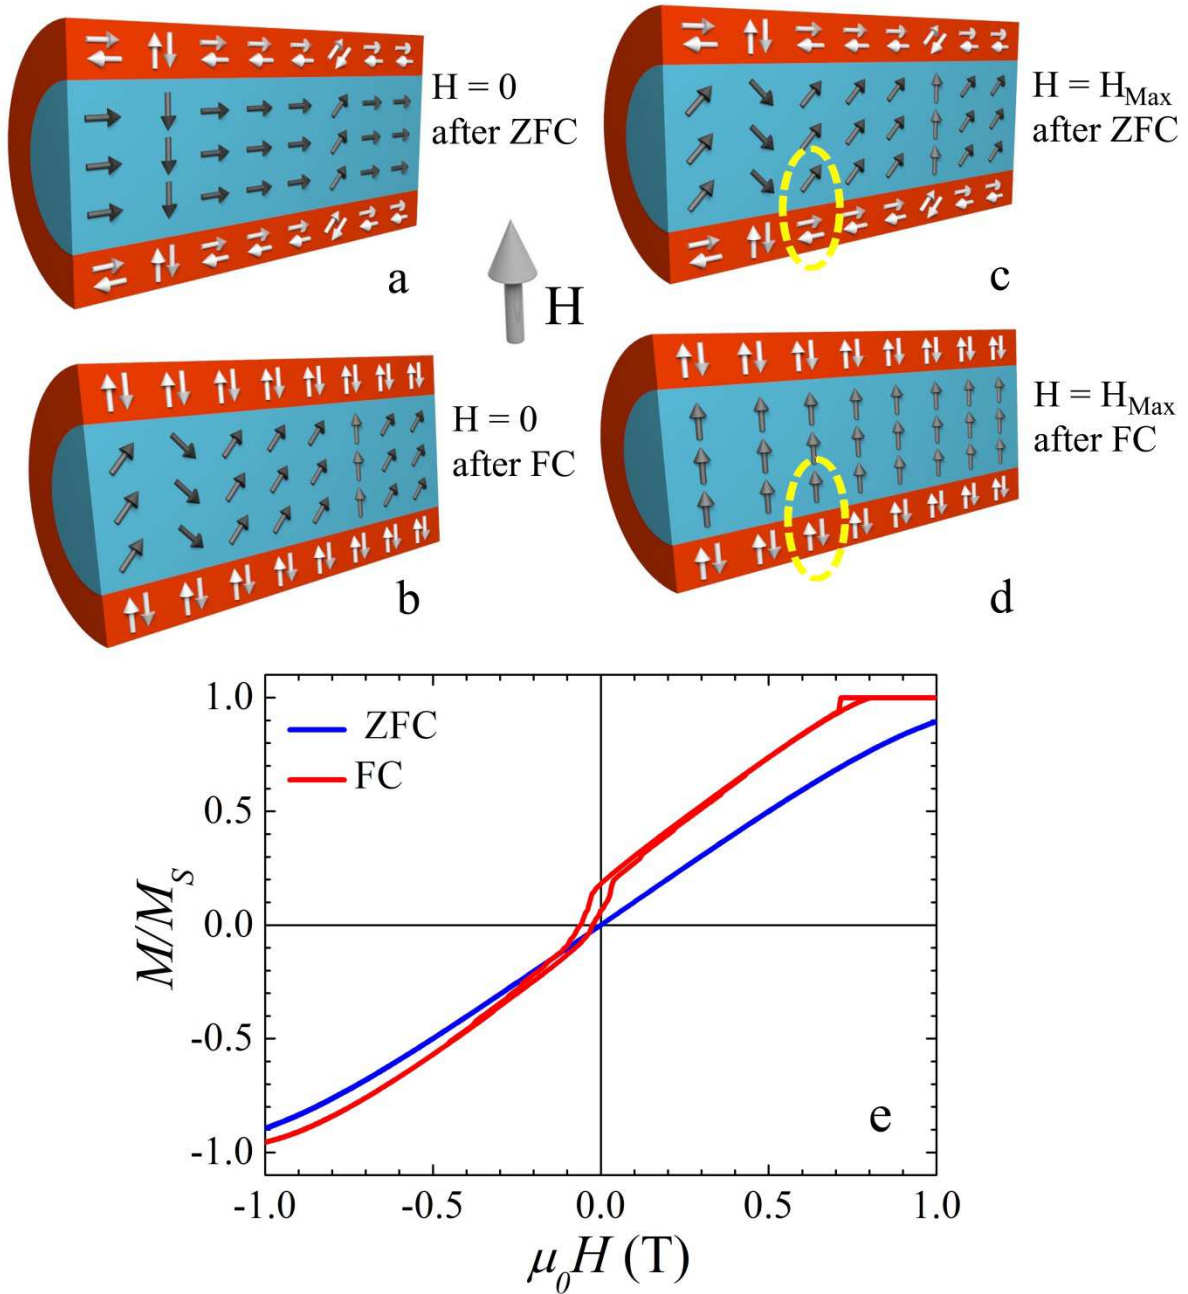 H = 0
after ZFC
a
H = H_Max
after ZFC
c
H
H = 0
after FC
b
H = H_Max
after FC
d
1.0
ZFC
FC
0.5
0.0
-0.5
-1.0
M/M_S
e
-1.0 -0.5 0.0 0.5 1.0
μ_0H (T)